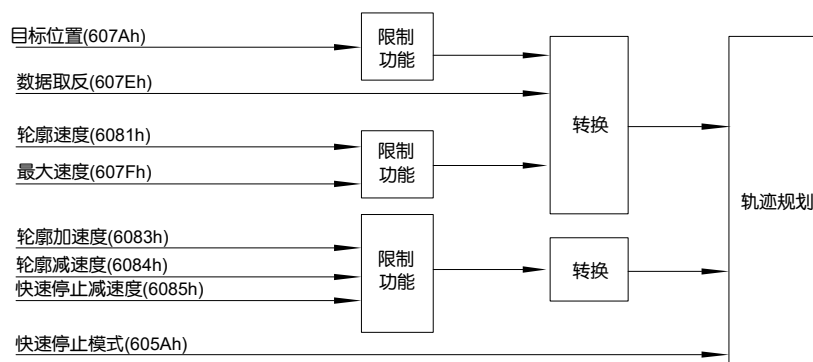 目标位置(607Ah)
限制
功能
数据取反(607Eh)
转换
轮廓速度(6081h)
限制
功能
最大速度(607Fh)
轨迹规划
轮廓加速度(6083h)
轮廓减速度(6084h)
限制
功能
转换
快速停止减速度(6085h)
快速停止模式(605Ah)